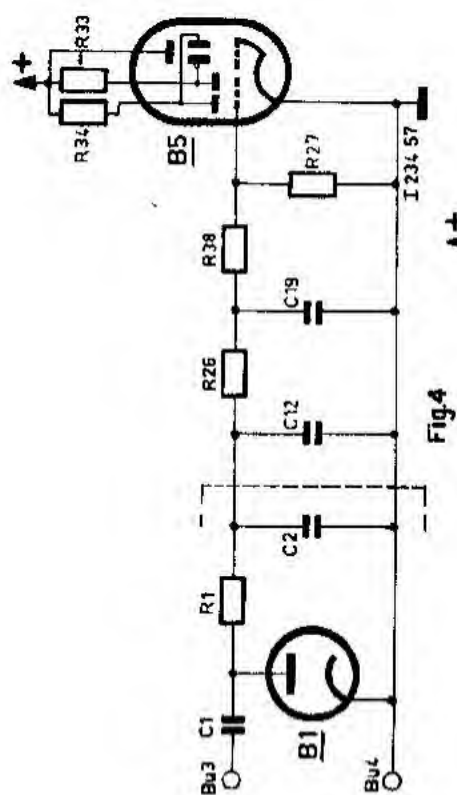 A+
R33
R34
B5
R38
R27
R26
C19
C12
C2
R1
C1
B1
Bu3
Bu4
I 234 57
Fig.4
A+